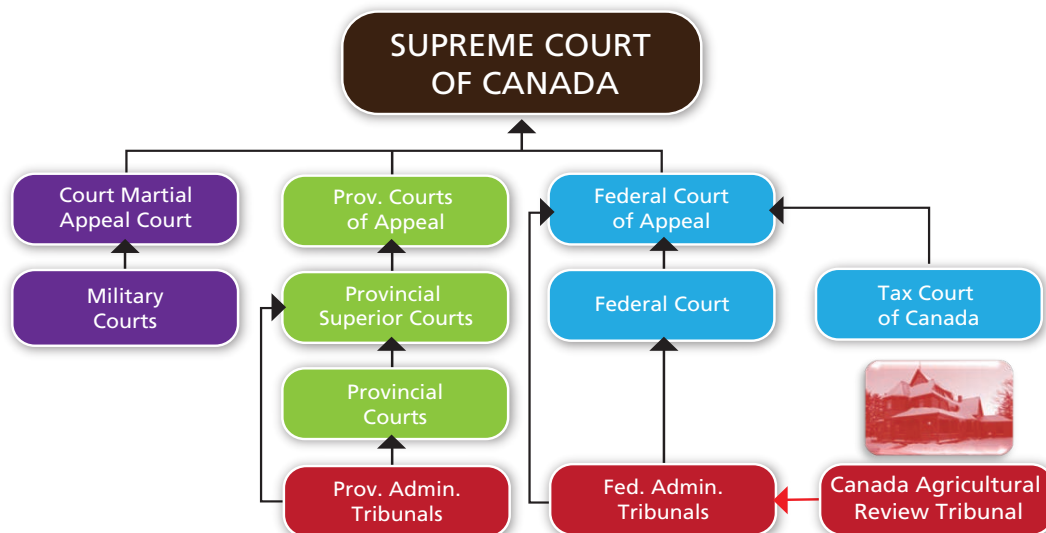 SUPREME COURT
OF CANADA
Court Martial
Appeal Court
Prov. Courts
of Appeal
Federal Court
of Appeal
Military
Courts
Provincial
Superior Courts
Federal Court
Tax Court
of Canada
Provincial
Courts
Prov. Admin.
Tribunals
Fed. Admin.
Tribunals
Canada Agricultural
Review Tribunal